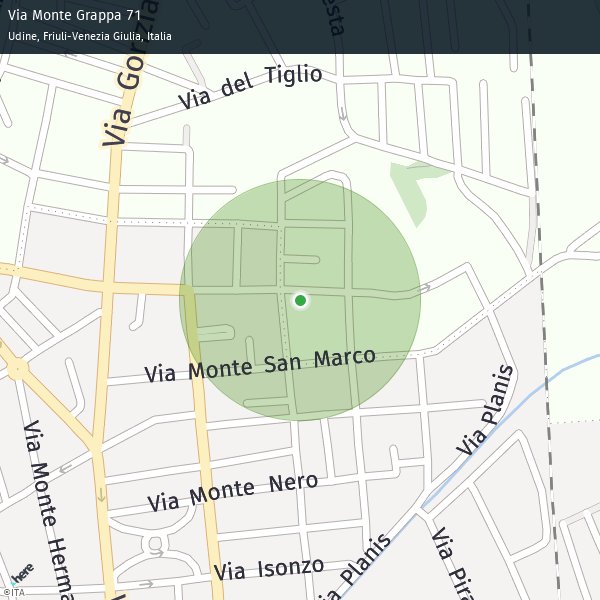 Via Monte Grappa 71
Udine, Friuli-Venezia Giulia, Italia
esta
Via Gorzia
Via del Tiglio
Via Monte San Marco
Via Planis
Via Monte Nero
Via Monte Herma
Via Isonzo
Via Planis
Via Pira
here
©ITA